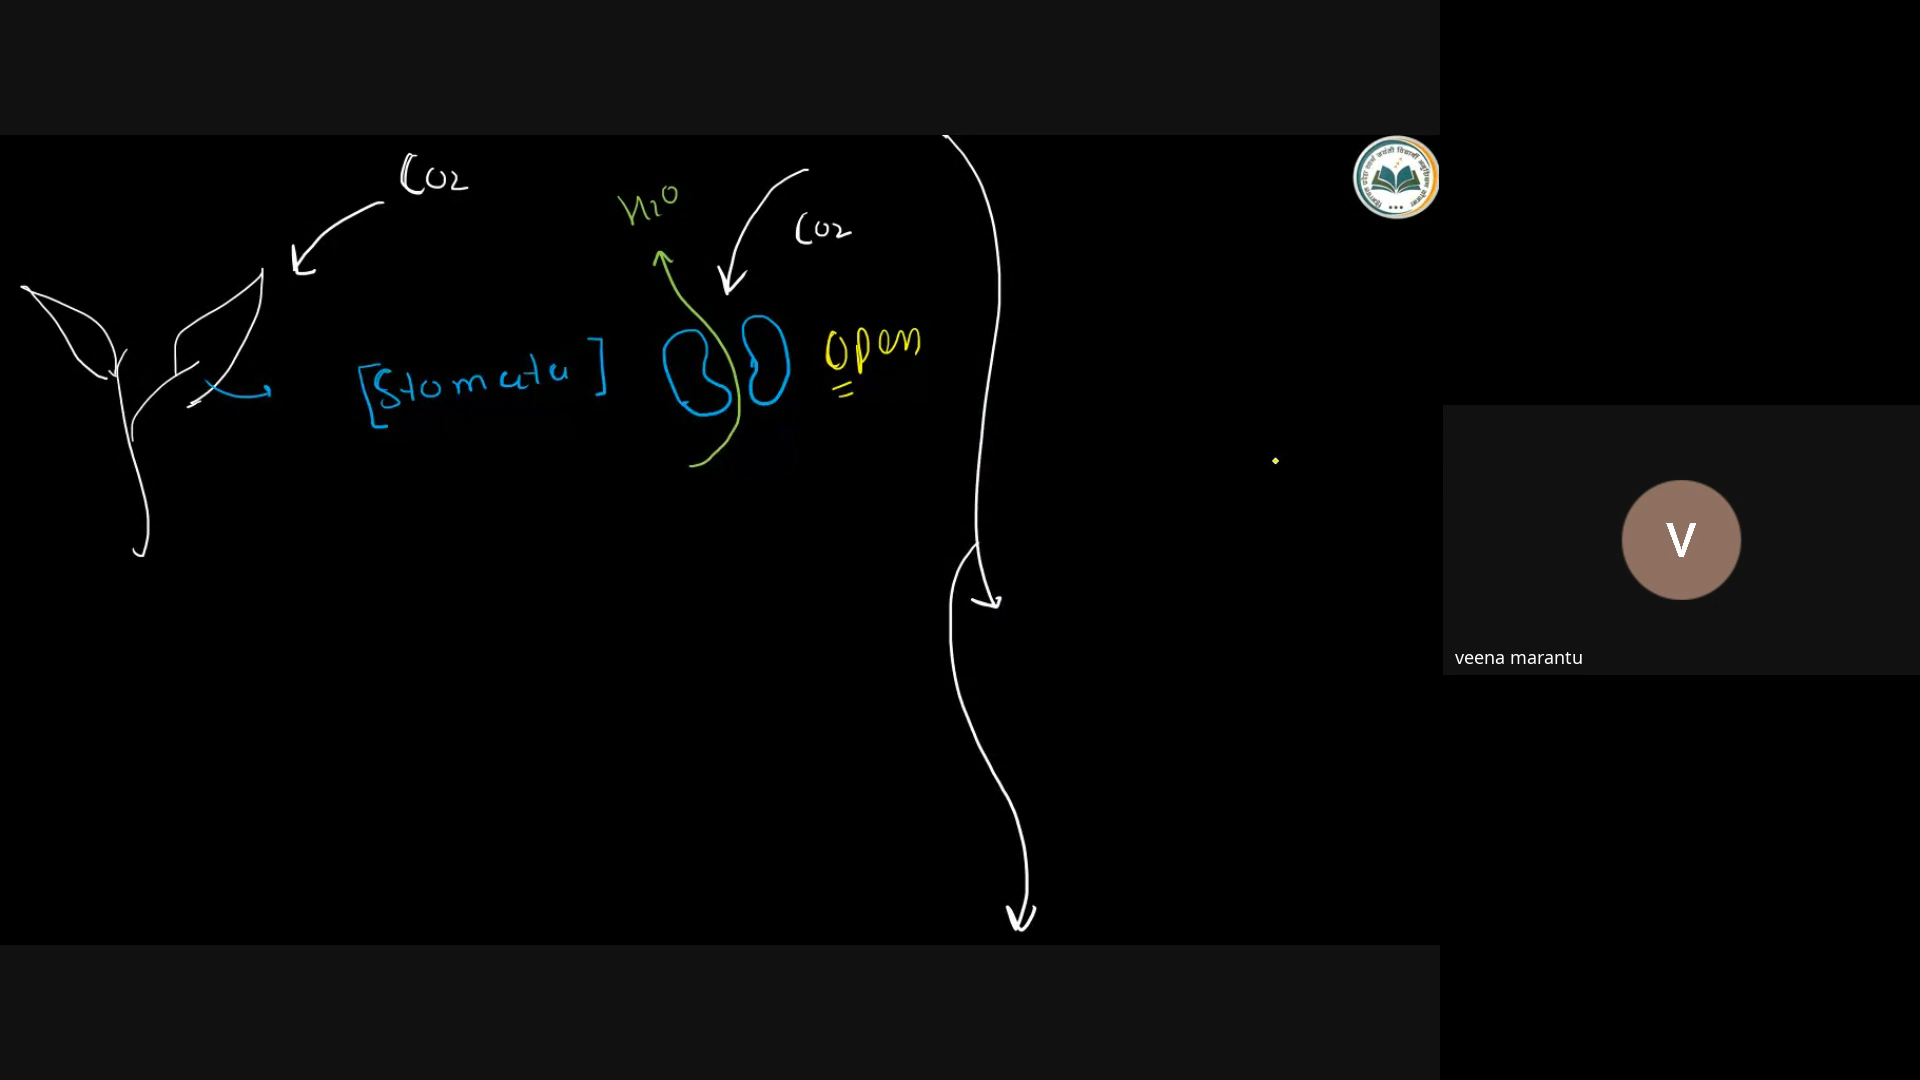 CO2
H2O
CO2
[Stomata]
open
V
veena marantu